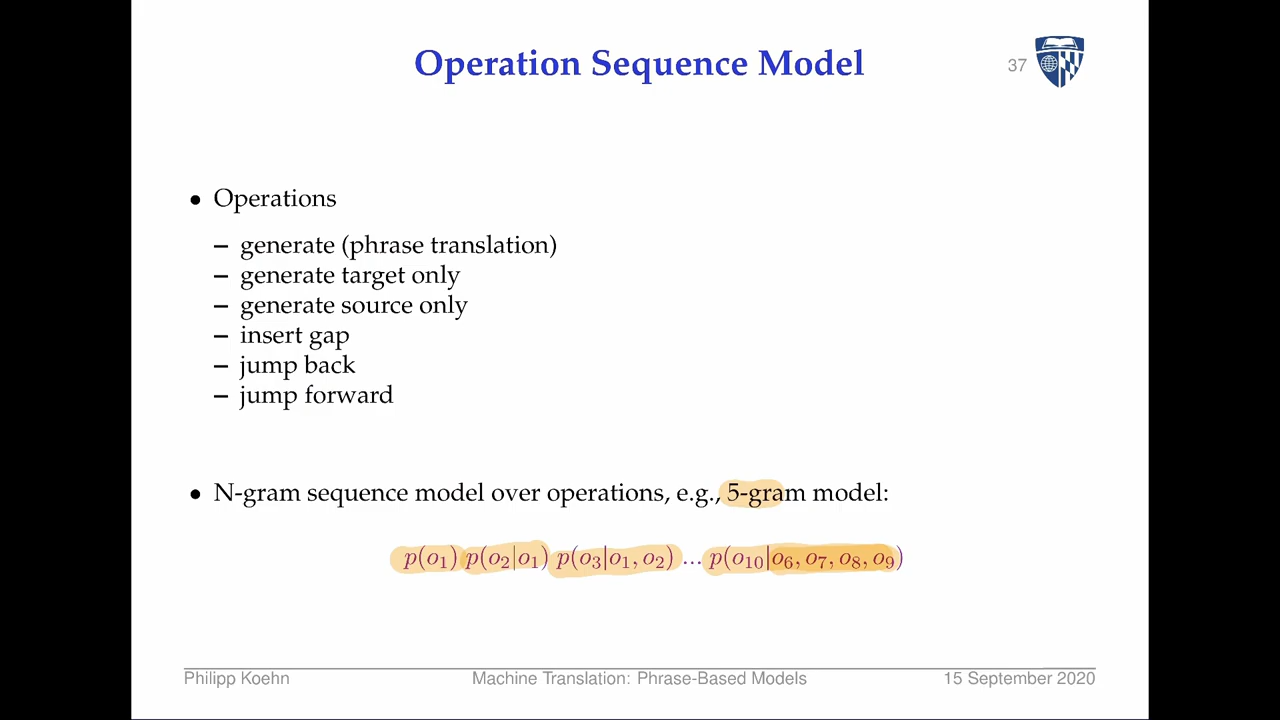 Operation Sequence Model
37
• Operations
– generate (phrase translation)
– generate target only
– generate source only
– insert gap
– jump back
– jump forward
• N-gram sequence model over operations, e.g., 5-gram model:
p(o₁) p(o₂|o₁) p(o₃|o₁, o₂) ... p(o₁₀|o₆, o₇, o₈, o₉)
Philipp Koehn Machine Translation: Phrase-Based Models 15 September 2020